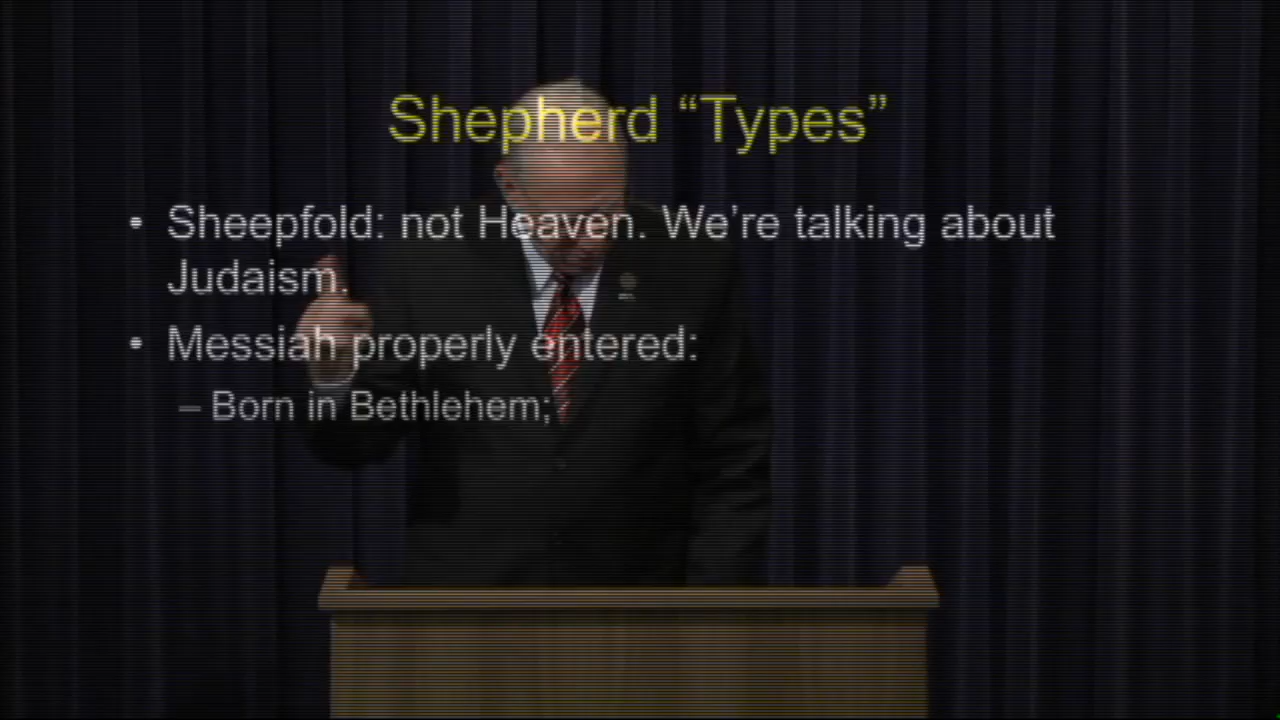 Shepherd “Types”
• Sheepfold: not Heaven. We’re talking about
Judaism.
• Messiah properly entered:
– Born in Bethlehem;